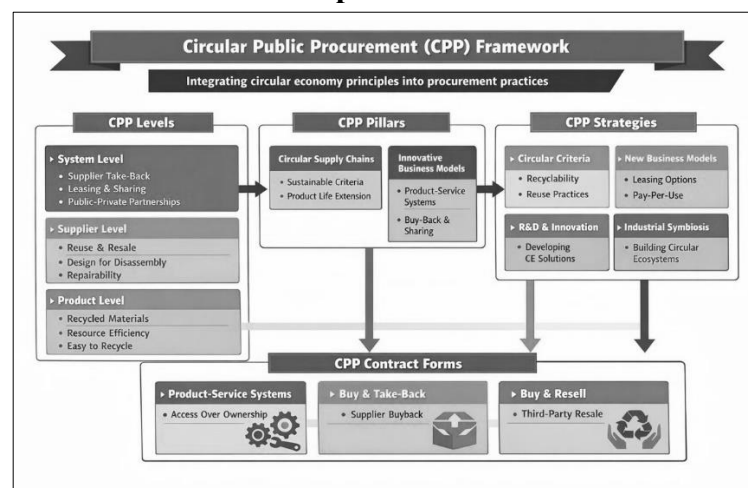 Circular Public Procurement (CPP) Framework
Integrating circular economy principles into procurement practices
CPP Levels
System Level
• Supplier Take-Back
• Leasing & Sharing
• Public-Private Partnerships
Supplier Level
• Reuse & Resale
• Design for Disassembly
• Repairability
Product Level
• Recycled Materials
• Resource Efficiency
• Easy to Recycle
CPP Pillars
Circular Supply Chains
• Sustainable Criteria
• Product Life Extension
Innovative
Business Models
• Product-Service
Systems
• Buy-Back &
Sharing
CPP Strategies
Circular Criteria
• Recyclability
• Reuse Practices
New Business Models
• Leasing Options
• Pay-Per-Use
R&D & Innovation
• Developing
CE Solutions
Industrial Symbiosis
• Building Circular
Ecosystems
CPP Contract Forms
Product-Service Systems
• Access Over Ownership
Buy & Take-Back
• Supplier Buyback
Buy & Resell
• Third-Party Resale